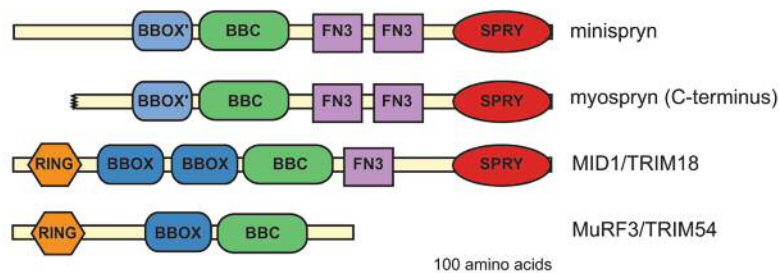 BBOX' BBC FN3 FN3 SPRY minispryn
BBOX' BBC FN3 FN3 SPRY myospryn (C-terminus)
RING BBOX BBOX BBC FN3 SPRY MID1/TRIM18
RING BBOX BBC MuRF3/TRIM54
100 amino acids